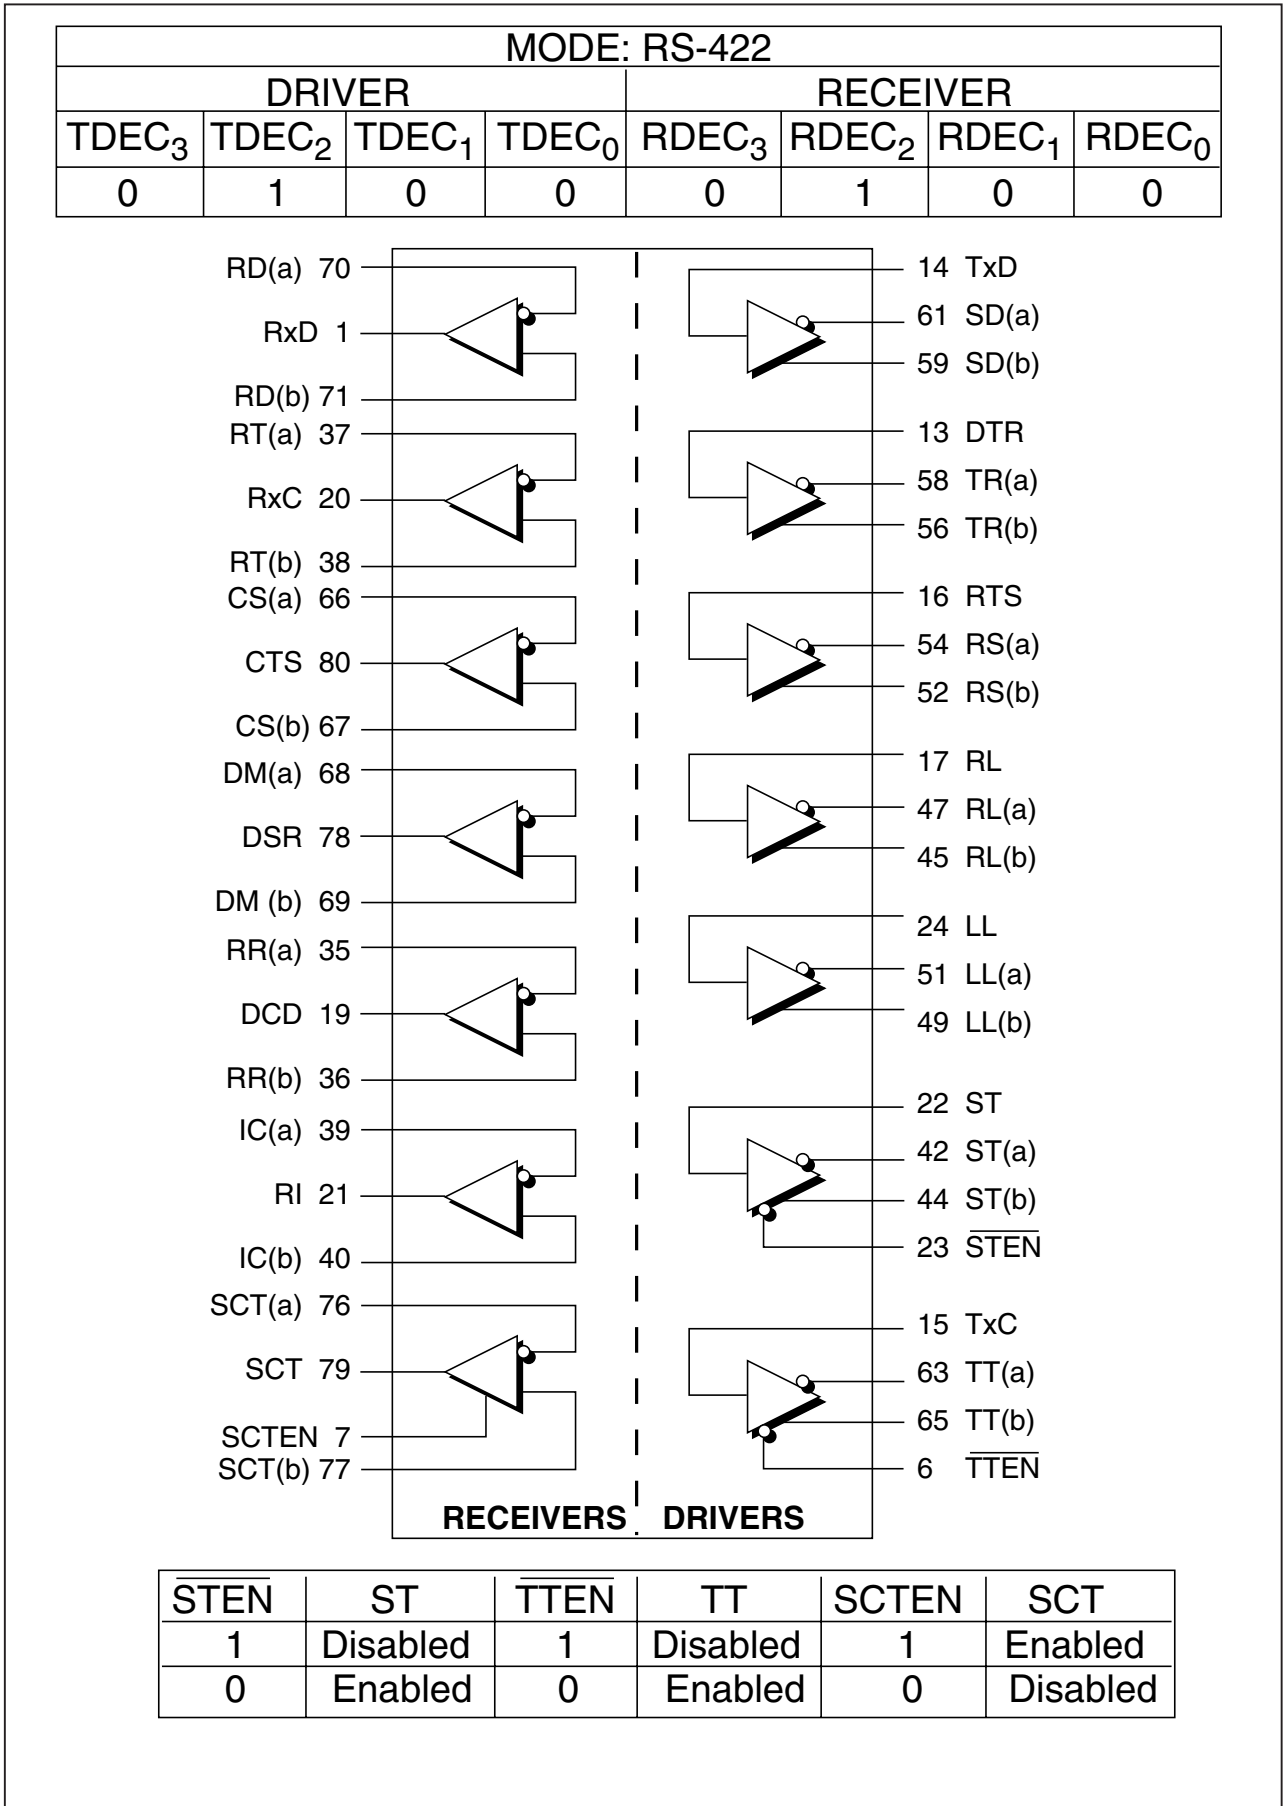 MODE: RS-422
DRIVER RECEIVER
TDEC3 TDEC2 TDEC1 TDEC0 RDEC3 RDEC2 RDEC1 RDEC0
0 1 0 0 0 1 0 0
RD(a) 70
RxD 1
RD(b) 71
RT(a) 37
RxC 20
RT(b) 38
CS(a) 66
CTS 80
CS(b) 67
DM(a) 68
DSR 78
DM (b) 69
RR(a) 35
DCD 19
RR(b) 36
IC(a) 39
RI 21
IC(b) 40
SCT(a) 76
SCT 79
SCTEN 7
SCT(b) 77
14 TxD
61 SD(a)
59 SD(b)
13 DTR
58 TR(a)
56 TR(b)
16 RTS
54 RS(a)
52 RS(b)
17 RL
47 RL(a)
45 RL(b)
24 LL
51 LL(a)
49 LL(b)
22 ST
42 ST(a)
44 ST(b)
23 STEN
15 TxC
63 TT(a)
65 TT(b)
6 TTEN
RECEIVERS DRIVERS
STEN ST TTEN TT SCTEN SCT
1 Disabled 1 Disabled 1 Enabled
0 Enabled 0 Enabled 0 Disabled